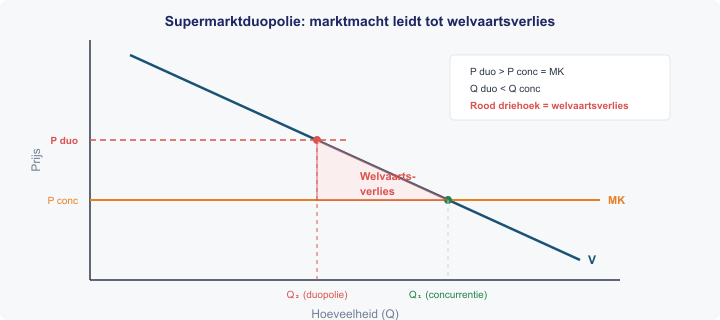 Supermarktduopolie: marktmacht leidt tot welvaartsverlies
P duo > P conc = MK
Q duo < Q conc
Rood driehoek = welvaartsverlies
P duo
Prijs
Welvaarts-
verlies
P conc
MK
V
Q₂ (duopolie)
Q₁ (concurrentie)
Hoeveelheid (Q)